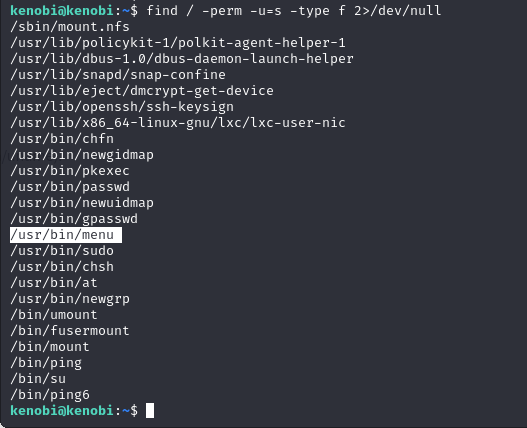 kenobi@kenobi:~$ find / -perm -u=s -type f 2>/dev/null
/sbin/mount.nfs
/usr/lib/policykit-1/polkit-agent-helper-1
/usr/lib/dbus-1.0/dbus-daemon-launch-helper
/usr/lib/snapd/snap-confine
/usr/lib/eject/dmcrypt-get-device
/usr/lib/openssh/ssh-keysign
/usr/lib/x86_64-linux-gnu/lxc/lxc-user-nic
/usr/bin/chfn
/usr/bin/newgidmap
/usr/bin/pkexec
/usr/bin/passwd
/usr/bin/newuidmap
/usr/bin/gpasswd
/usr/bin/menu
/usr/bin/sudo
/usr/bin/chsh
/usr/bin/at
/usr/bin/newgrp
/bin/umount
/bin/fusermount
/bin/mount
/bin/ping
/bin/su
/bin/ping6
kenobi@kenobi:~$